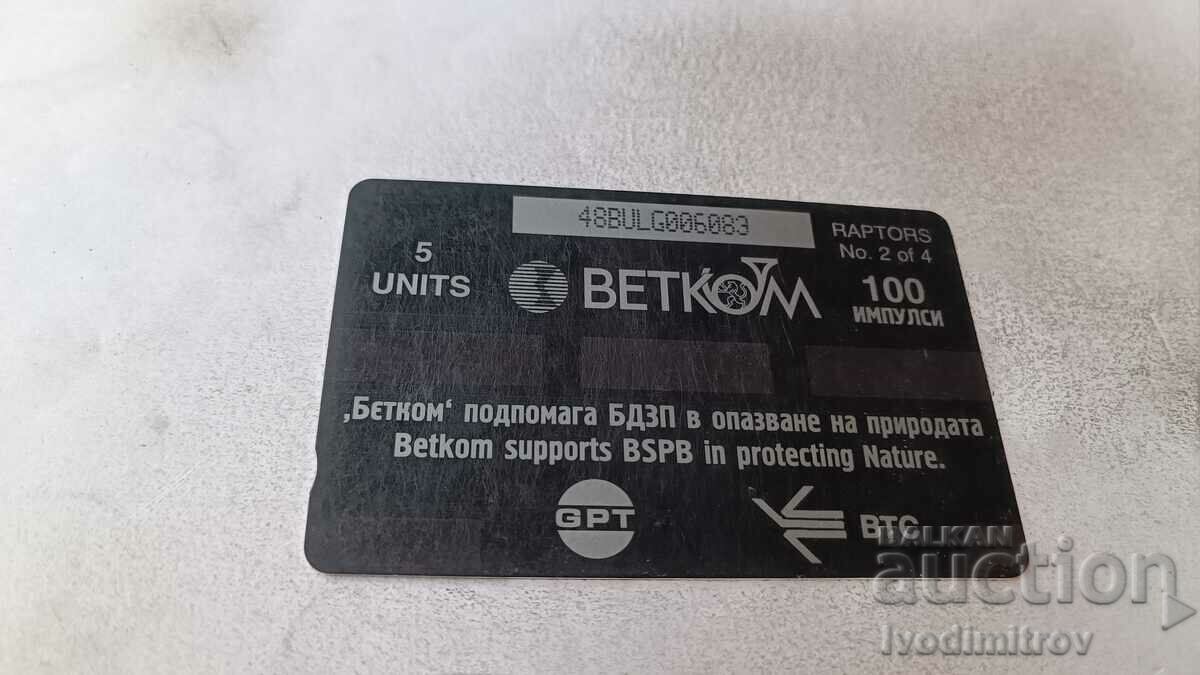 48BULG006083
5
UNITS
BETKOM
RAPTORS
No. 2 of 4
100
ИМПУЛСИ
„Бетком“ подпомага БДЗП в опазване на природата
Betkom supports BSPB in protecting Nature.
GPT
BTC
BALKAN
auction
Ivodimitrov